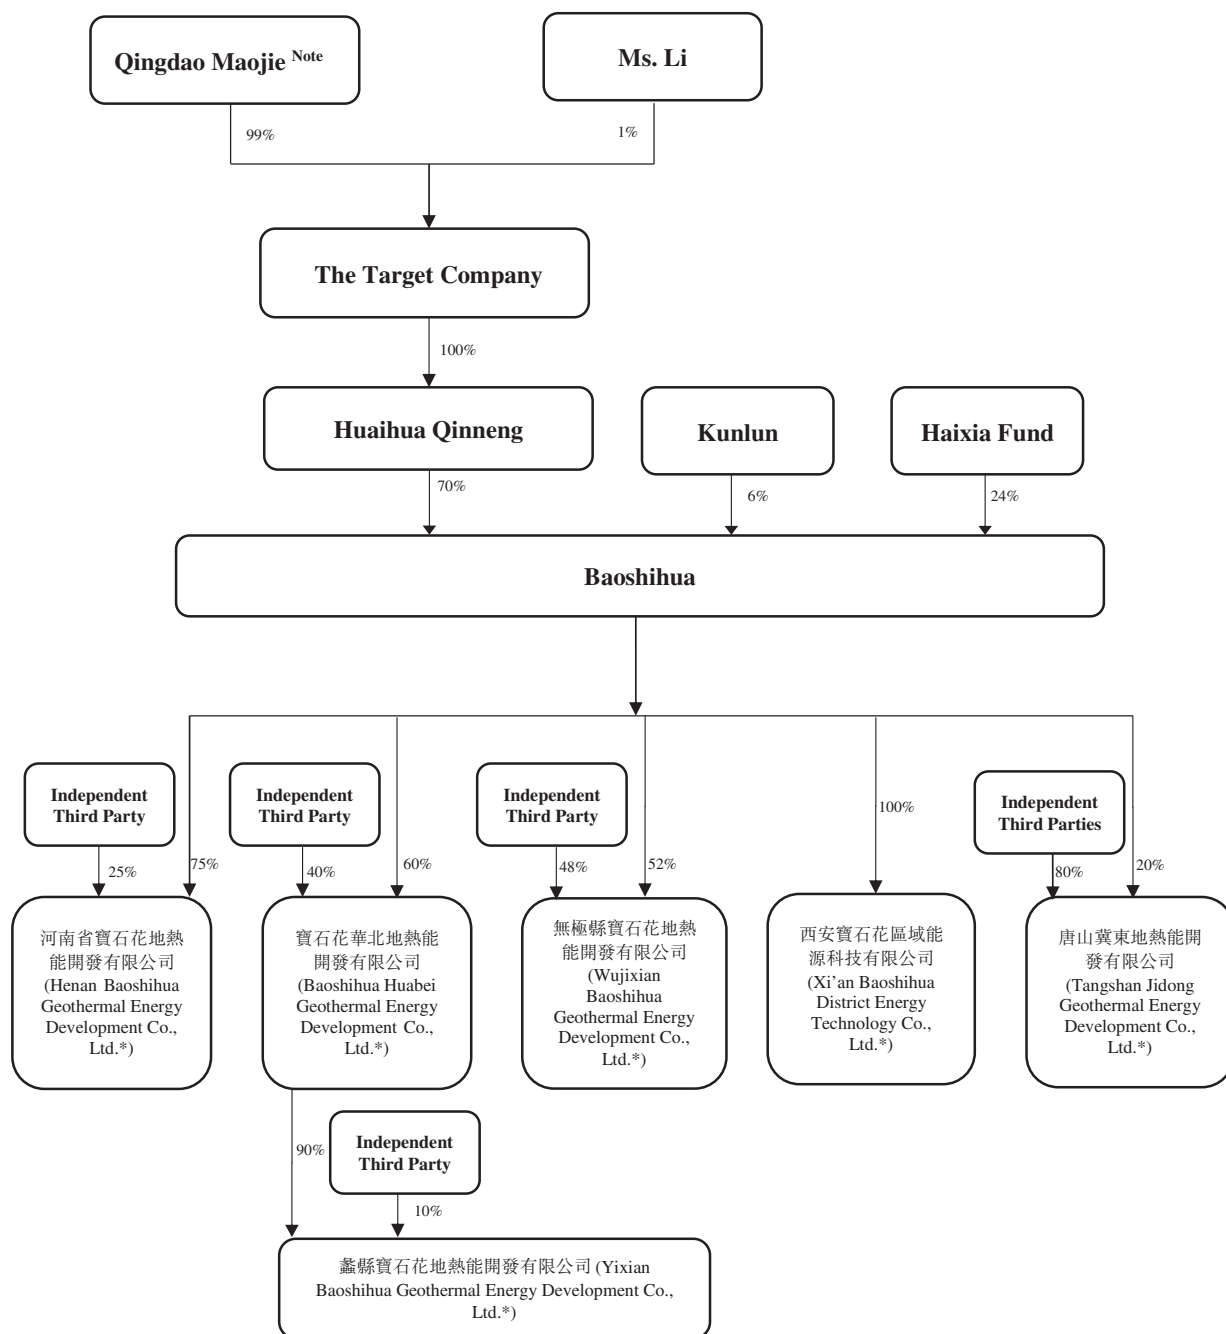 Qingdao Maojie Note
Ms. Li
99%
1%
The Target Company
100%
Huaihua Qinneng
Kunlun
Haixia Fund
70%
6%
24%
Baoshihua
Independent
Third Party
Independent
Third Party
Independent
Third Party
Independent
Third Parties
25%
75%
40%
60%
48%
52%
100%
80%
20%
河南省寶石花地熱
能開發有限公司
(Henan Baoshihua
Geothermal Energy
Development Co.,
Ltd.*)
寶石花華北地熱能
開發有限公司
(Baoshihua Huabei
Geothermal Energy
Development Co.,
Ltd.*)
無極縣寶石花地熱
能開發有限公司
(Wujixian
Baoshihua
Geothermal Energy
Development Co.,
Ltd.*)
西安寶石花區域能
源科技有限公司
(Xi’an Baoshihua
District Energy
Technology Co.,
Ltd.*)
唐山冀東地熱能開
發有限公司
(Tangshan Jidong
Geothermal Energy
Development Co.,
Ltd.*)
90%
Independent
Third Party
10%
蠡縣寶石花地熱能開發有限公司 (Yixian
Baoshihua Geothermal Energy Development Co.,
Ltd.*)